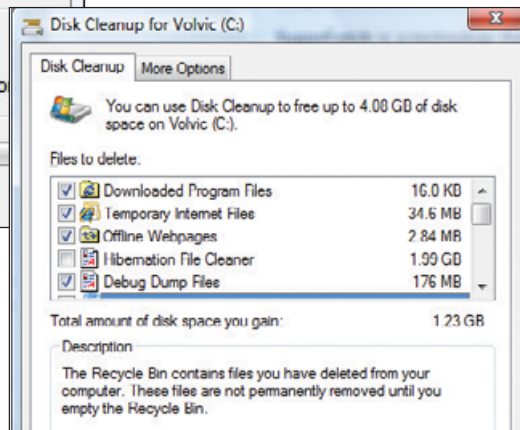 Disk Cleanup for Volvic (C:)
Disk Cleanup More Options
You can use Disk Cleanup to free up to 4.08 GB of disk
space on Volvic (C:).
Files to delete:
Downloaded Program Files 16.0 KB
Temporary Internet Files 34.6 MB
Offline Webpages 2.84 MB
Hibernation File Cleaner 1.99 GB
Debug Dump Files 176 MB
Total amount of disk space you gain: 1.23 GB
Description
The Recycle Bin contains files you have deleted from your
computer. These files are not permanently removed until you
empty the Recycle Bin.